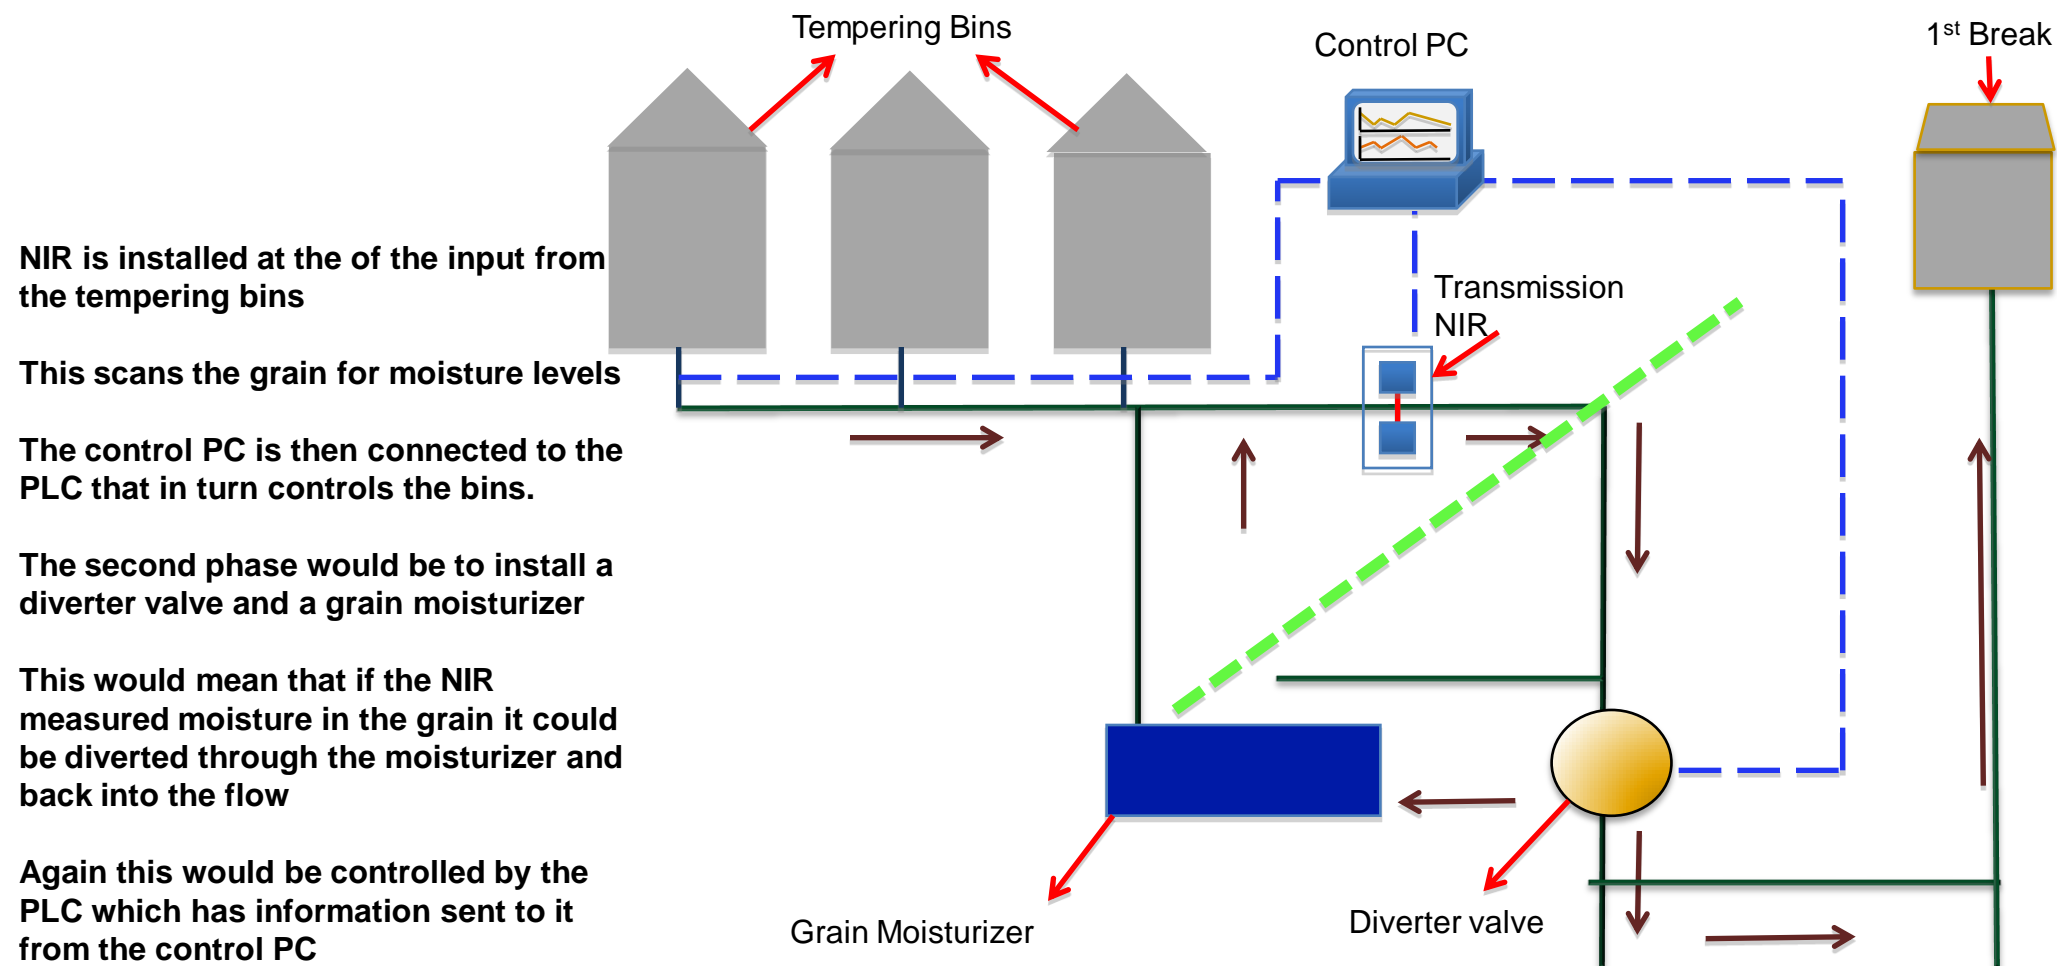 Tempering Bins
Control PC
1st Break
NIR is installed at the of the input from
the tempering bins
Transmission
NIR
This scans the grain for moisture levels
The control PC is then connected to the
PLC that in turn controls the bins.
The second phase would be to install a
diverter valve and a grain moisturizer
This would mean that if the NIR
measured moisture in the grain it could
be diverted through the moisturizer and
back into the flow
Again this would be controlled by the
PLC which has information sent to it
from the control PC
Grain Moisturizer
Diverter valve